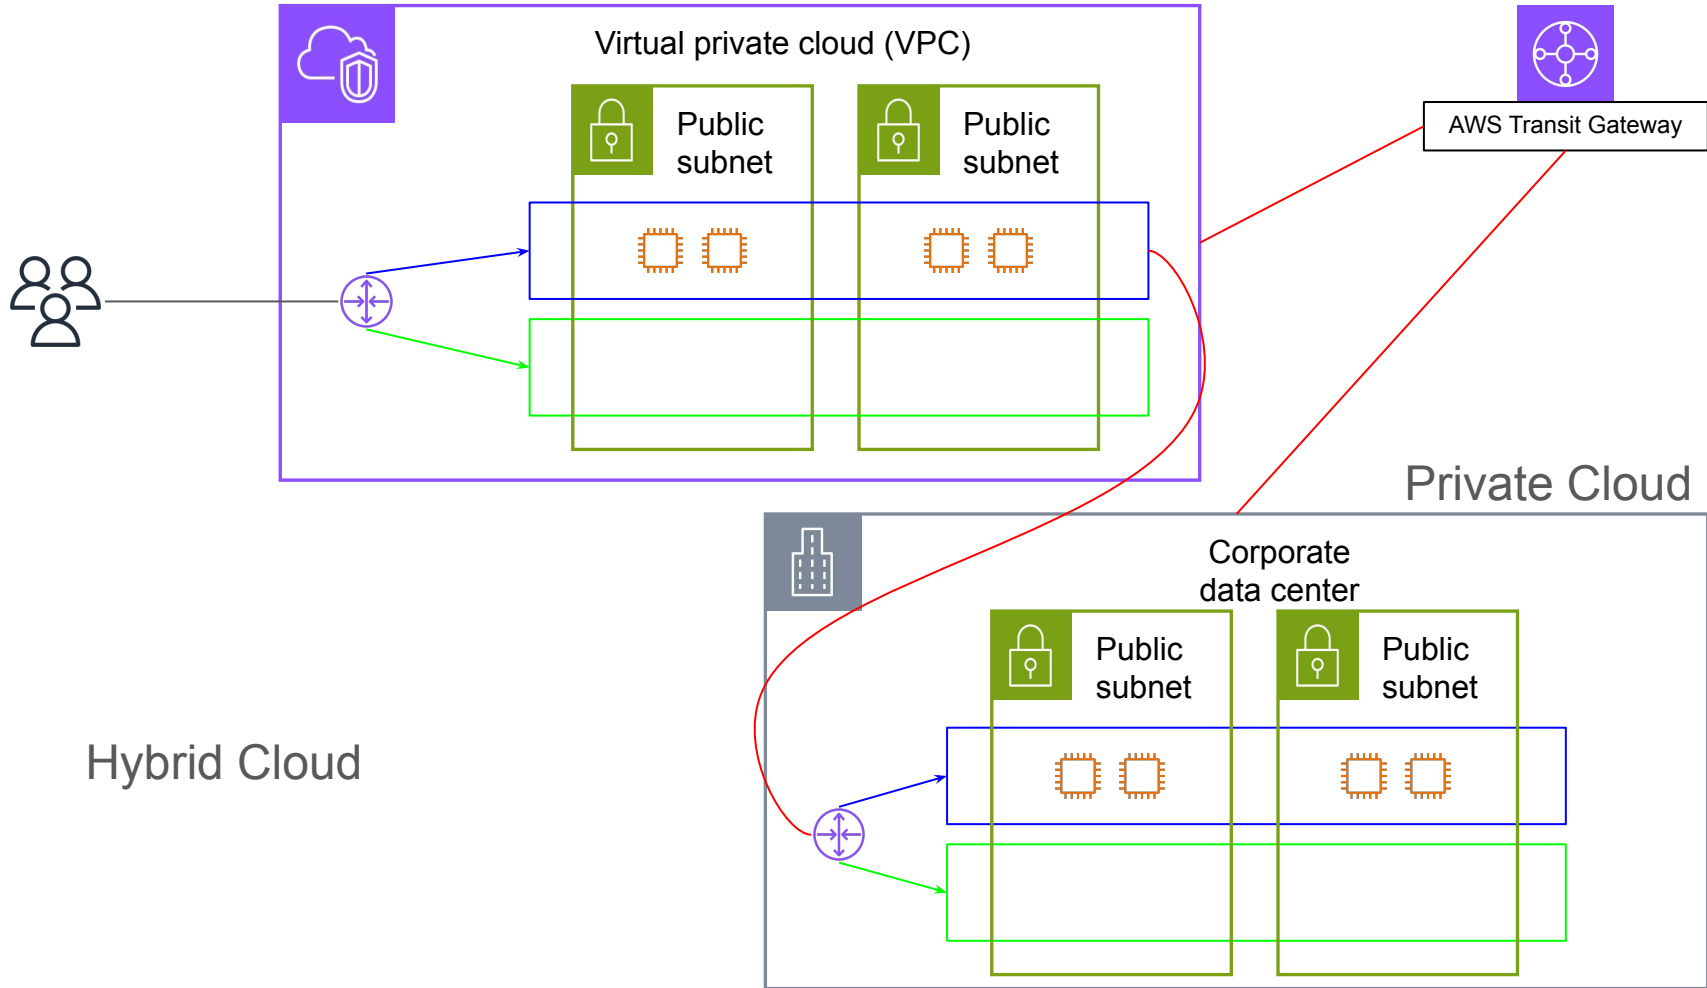 Virtual private cloud (VPC)
Public
subnet
Public
subnet
AWS Transit Gateway
Private Cloud
Corporate
data center
Public
subnet
Public
subnet
Hybrid Cloud